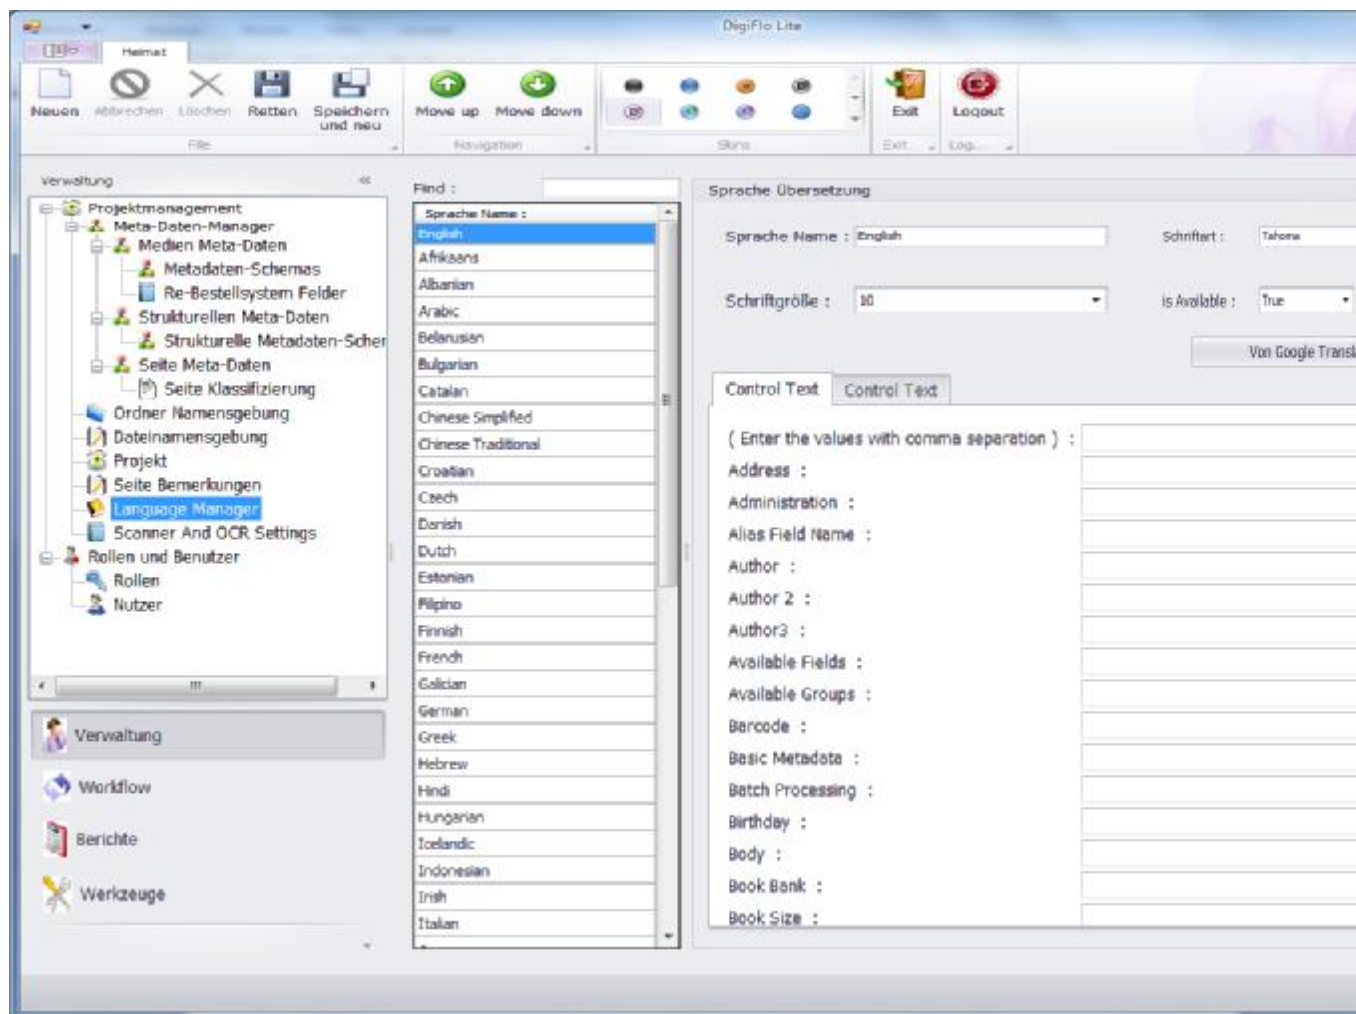 DigiFlo Lite
Heimat
Neuen
Abbrechen
Löschen
Retten
Speichern und neu
Move up
Move down
Exit
Logout
File
Navigation
Skins
Exit
Log...
Verwaltung
Projektmanagement
Meta-Daten-Manager
Medien Meta-Daten
Metadaten-Schemas
Re-Bestellsystem Felder
Strukturellen Meta-Daten
Strukturelle Metadaten-Scher
Seite Meta-Daten
Seite Klassifizierung
Ordner Namensgebung
Dateinamensgebung
Projekt
Seite Bemerkungen
Language Manager
Scanner And OCR Settings
Rollen und Benutzer
Rollen
Nutzer
Verwaltung
Workflow
Berichte
Werkzeuge
Find :
Sprache Name :
English
Afrikaans
Albanian
Arabic
Belarusian
Bulgarian
Catalan
Chinese Simplified
Chinese Traditional
Croatian
Czech
Danish
Dutch
Estonian
Filipino
Finnish
French
Galician
German
Greek
Hebrew
Hindi
Hungarian
Icelandic
Indonesian
Irish
Italian
Sprache Übersetzung
Sprache Name : English
Schriftart : Tahoma
Schriftgröße : 10
is Available : True
Von Google Transla
Control Text
Control Text
( Enter the values with comma separation ) :
Address :
Administration :
Alias Field Name :
Author :
Author 2 :
Author3 :
Available Fields :
Available Groups :
Barcode :
Basic Metadata :
Batch Processing :
Birthday :
Body :
Book Bank :
Book Size :